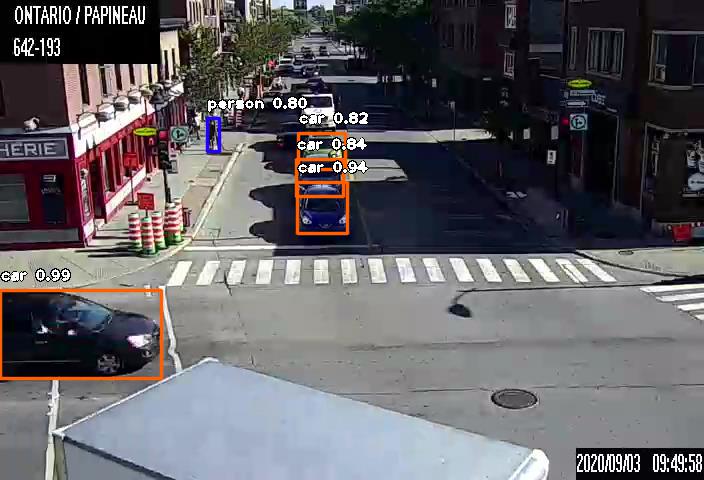 ONTARIO / PAPINEAU
642-193
person 0.80
car 0.82
car 0.84
car 0.94
HERIE
car 0.99
2020/09/03 09:49:58